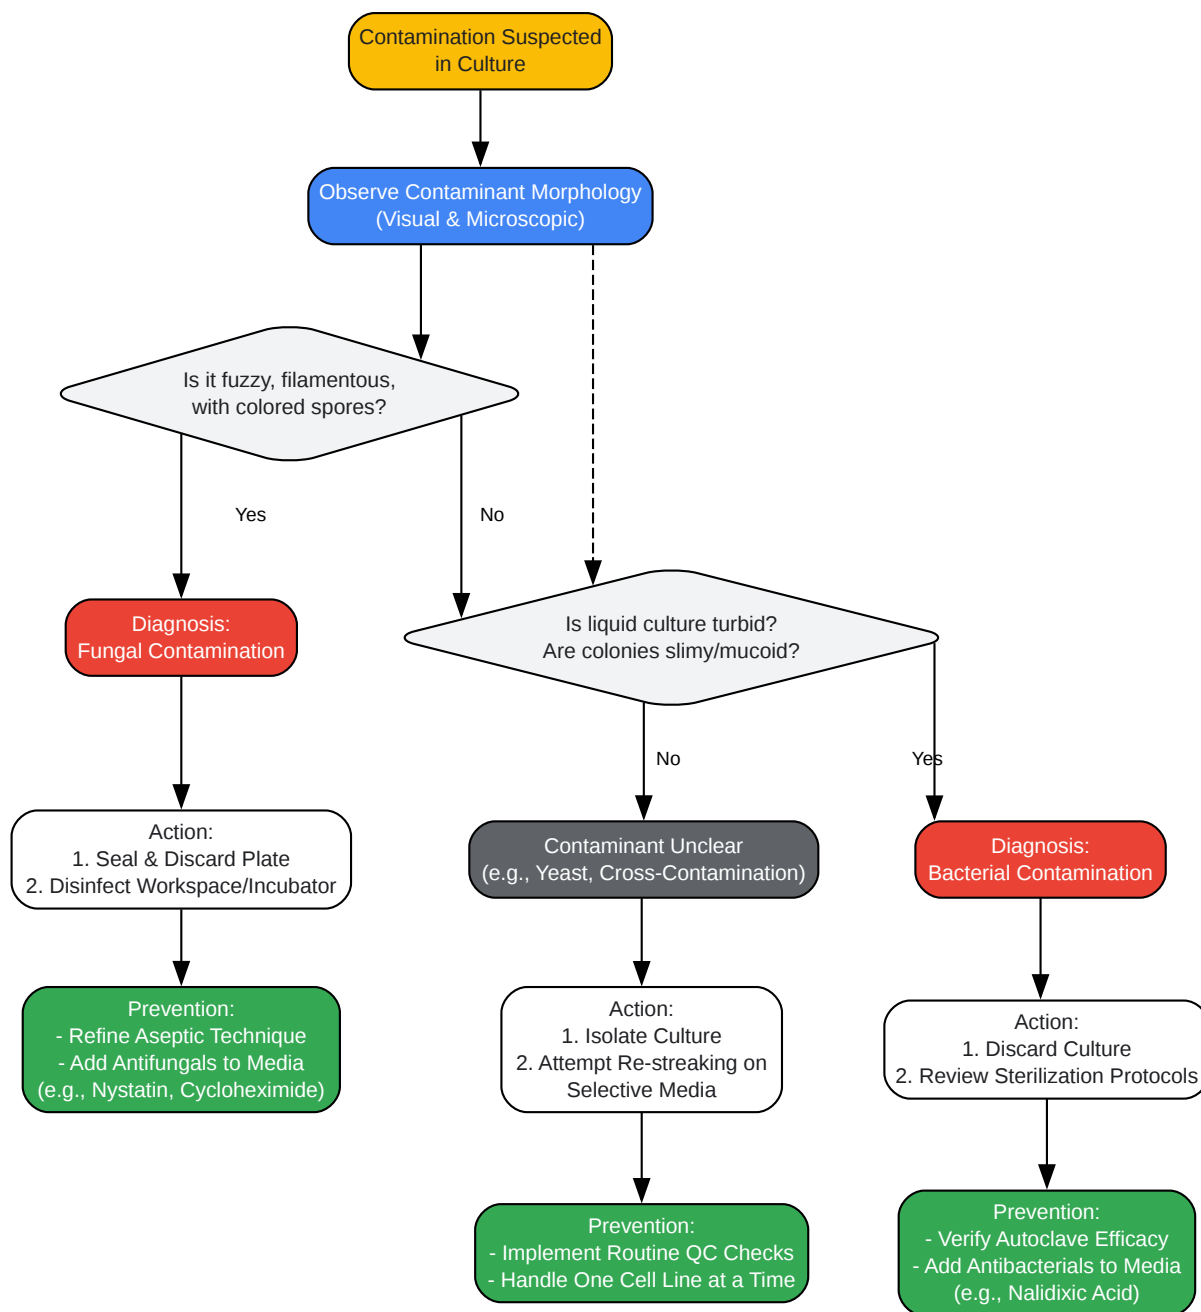 Contamination Suspected
in Culture
Observe Contaminant Morphology
(Visual & Microscopic)
Is it fuzzy, filamentous,
with colored spores?
Yes
No
Diagnosis:
Fungal Contamination
Is liquid culture turbid?
Are colonies slimy/mucoid?
No
Yes
Action:
1. Seal & Discard Plate
2. Disinfect Workspace/Incubator
Contaminant Unclear
(e.g., Yeast, Cross-Contamination)
Diagnosis:
Bacterial Contamination
Prevention:
- Refine Aseptic Technique
- Add Antifungals to Media
(e.g., Nystatin, Cycloheximide)
Action:
1. Isolate Culture
2. Attempt Re-streaking on
Selective Media
Action:
1. Discard Culture
2. Review Sterilization Protocols
Prevention:
- Implement Routine QC Checks
- Handle One Cell Line at a Time
Prevention:
- Verify Autoclave Efficacy
- Add Antibacterials to Media
(e.g., Nalidixic Acid)